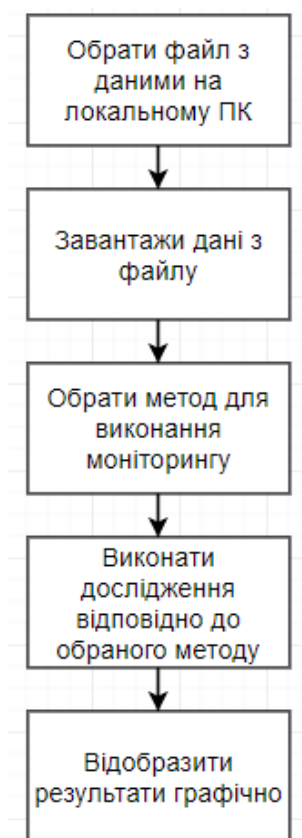 Обрати файл з
даними на
локальному ПК
Завантажи дані з
файлу
Обрати метод для
виконання
моніторингу
Виконати
дослідження
відповідно до
обраного методу
Відобразити
результати графічно